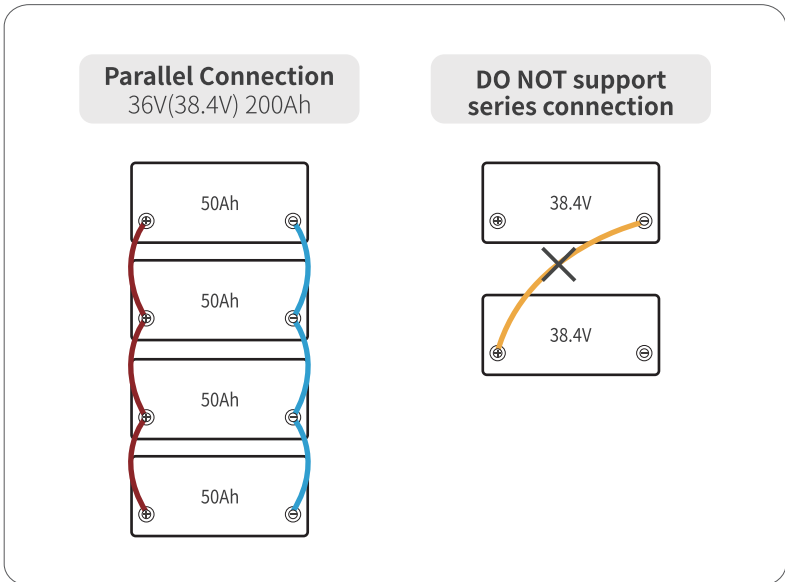 Parallel Connection
36V(38.4V) 200Ah
50Ah
50Ah
50Ah
50Ah
DO NOT support
series connection
38.4V
38.4V